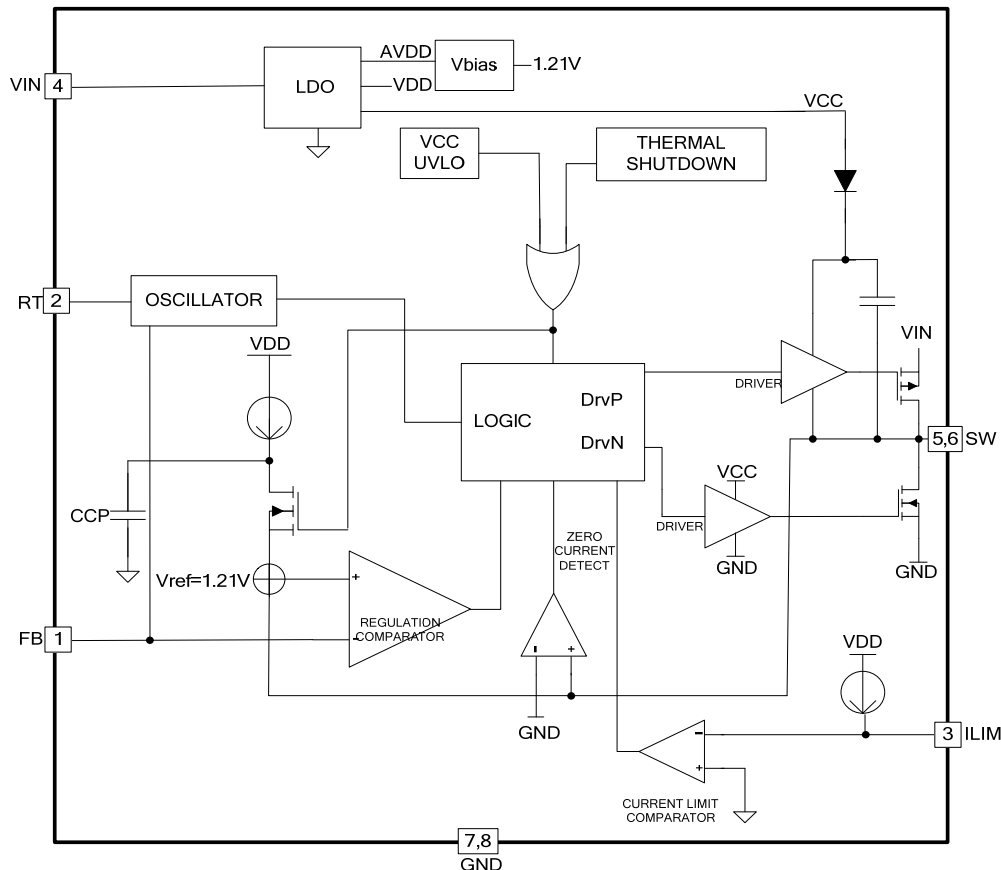 AVDD
Vbias
1.21V
VIN
4
LDO
VDD
VCC
VCC
UVLO
THERMAL
SHUTDOWN
RT
2
OSCILLATOR
VDD
VIN
DRIVER
DrvP
LOGIC
DrvN
5,6
SW
VCC
CCP
DRIVER
ZERO
CURRENT
DETECT
GND
GND
Vref=1.21V
+
REGULATION
COMPARATOR
-
FB
1
-
+
VDD
GND
-
3
ILIM
+
CURRENT LIMIT
COMPARATOR
7,8
GND